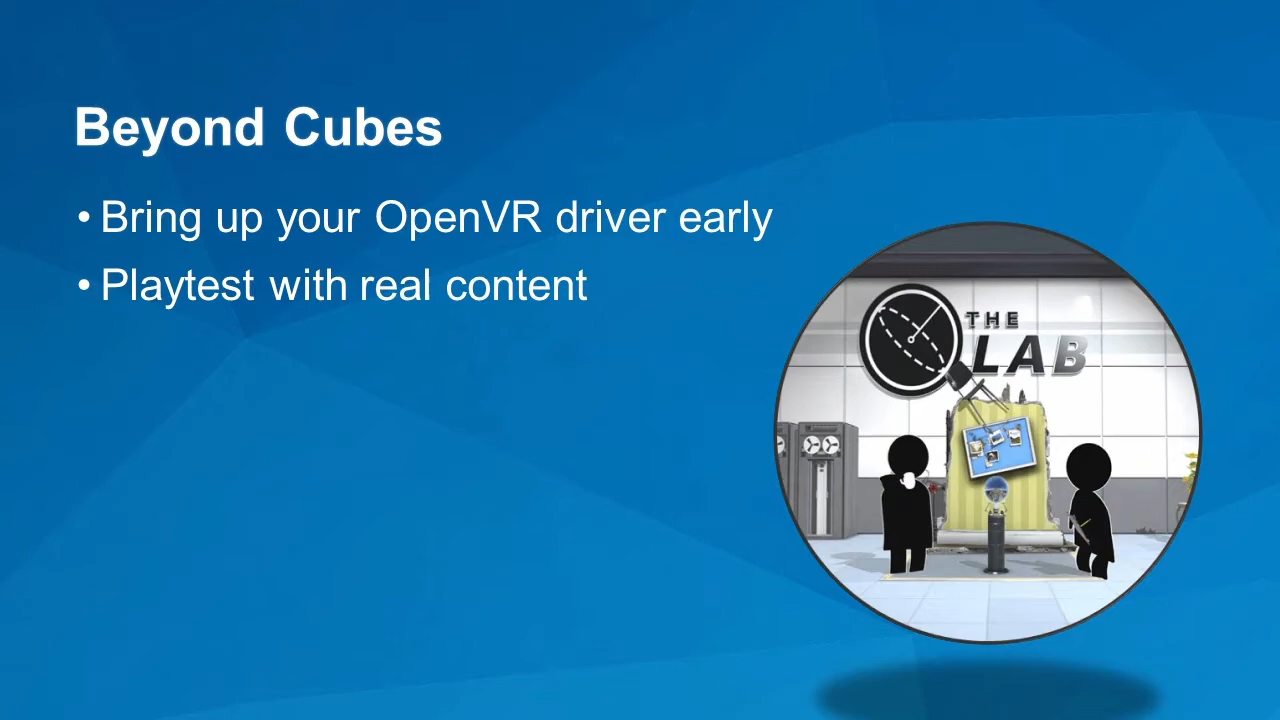 Beyond Cubes
• Bring up your OpenVR driver early
• Playtest with real content
THE
LAB